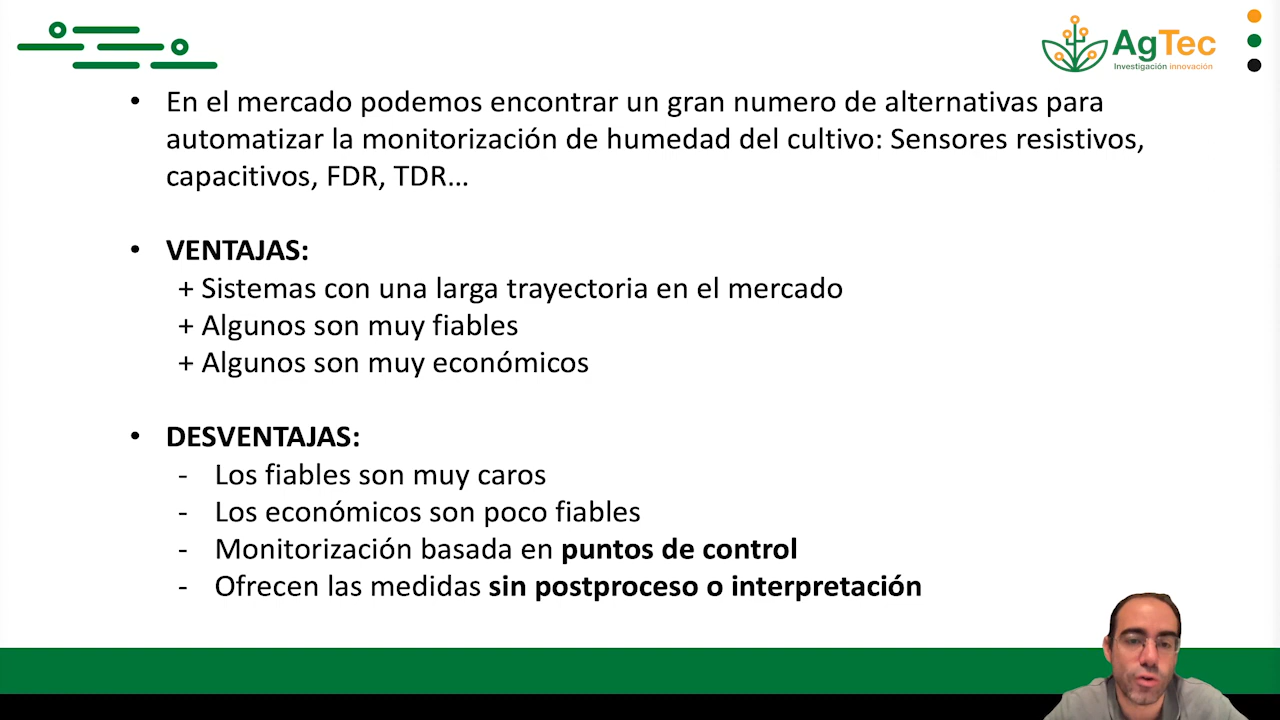 AgTec
Investigación innovación
• En el mercado podemos encontrar un gran numero de alternativas para
automatizar la monitorización de humedad del cultivo: Sensores resistivos,
capacitivos, FDR, TDR...
• VENTAJAS:
+ Sistemas con una larga trayectoria en el mercado
+ Algunos son muy fiables
+ Algunos son muy económicos
• DESVENTAJAS:
- Los fiables son muy caros
- Los económicos son poco fiables
- Monitorización basada en puntos de control
- Ofrecen las medidas sin postproceso o interpretación